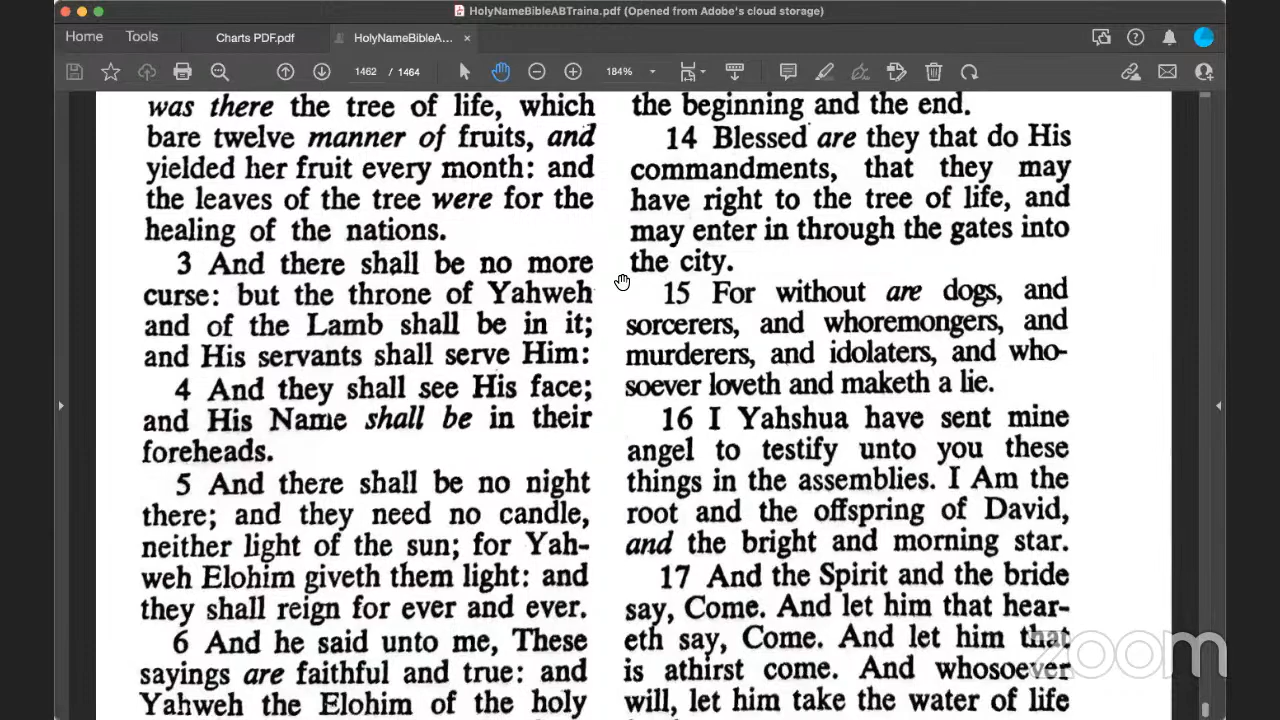 HolyNameBibleABTraina.pdf (Opened from Adobe's cloud storage)
Home
Tools
Charts PDF.pdf
HolyNameBibleA... ×
1462 / 1464
184%
was there the tree of life, which
bare twelve manner of fruits, and
yielded her fruit every month: and
the leaves of the tree were for the
healing of the nations.
3 And there shall be no more
curse: but the throne of Yahweh
and of the Lamb shall be in it;
and His servants shall serve Him:
4 And they shall see His face;
and His Name shall be in their
foreheads.
5 And there shall be no night
there; and they need no candle,
neither light of the sun; for Yah-
weh Elohim giveth them light: and
they shall reign for ever and ever.
6 And he said unto me, These
sayings are faithful and true: and
Yahweh the Elohim of the holy
the beginning and the end.
14 Blessed are they that do His
commandments, that they may
have right to the tree of life, and
may enter in through the gates into
the city.
15 For without are dogs, and
sorcerers, and whoremongers, and
murderers, and idolaters, and who-
soever loveth and maketh a lie.
16 I Yahshua have sent mine
angel to testify unto you these
things in the assemblies. I Am the
root and the offspring of David,
and the bright and morning star.
17 And the Spirit and the bride
say, Come. And let him that hear-
eth say, Come. And let him that
is athirst come. And whosoever
will, let him take the water of life
zoom